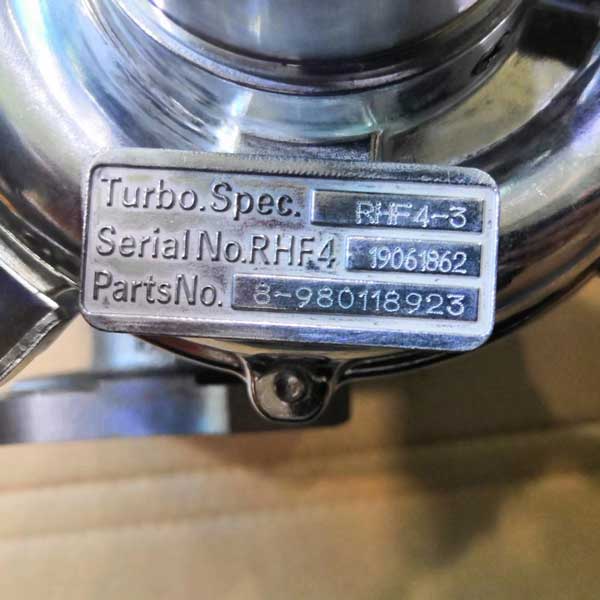 Turbo.Spec. RHF4-3
Serial No.RHF4 19061862
PartsNo. 8-980118923